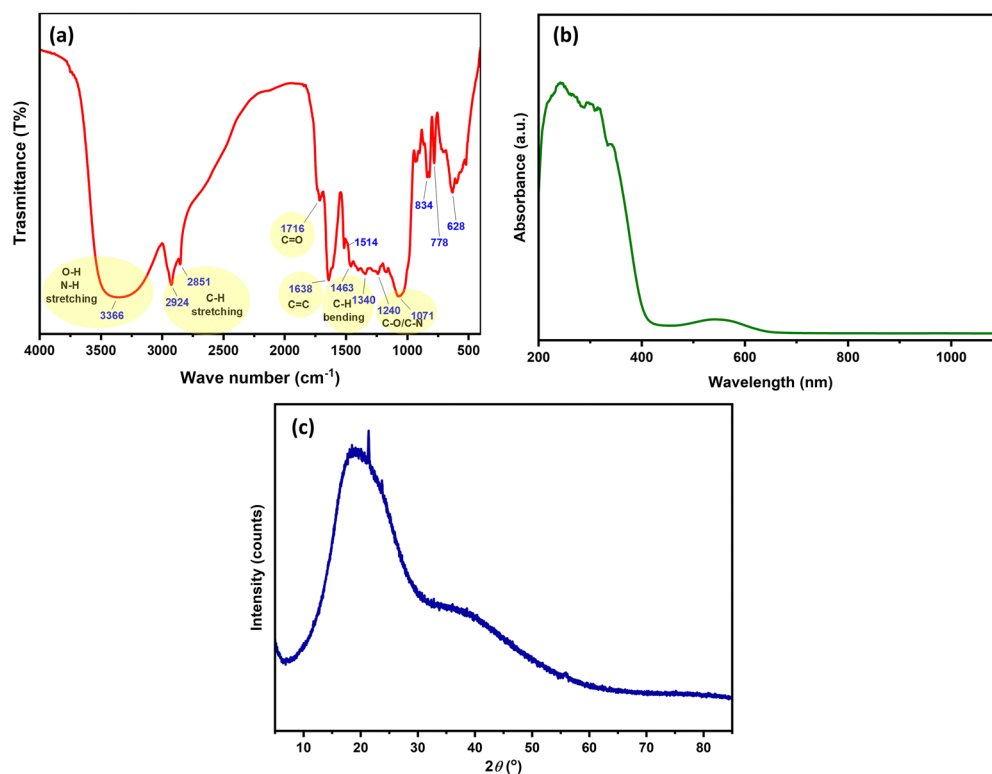 (a)
Trasmittance (T%)
O-H
N-H
stretching
3366
2851
2924
C-H
stretching
1716
C=O
1638
C=C
1514
1463
C-H
bending
1340
1240
1071
C-O/C-N
834
778
628
4000 3500 3000 2500 2000 1500 1000 500
Wave number (cm-1)
(b)
Absorbance (a.u.)
200 400 600 800 1000
Wavelength (nm)
(c)
Intensity (counts)
10 20 30 40 50 60 70 80
2θ (o)